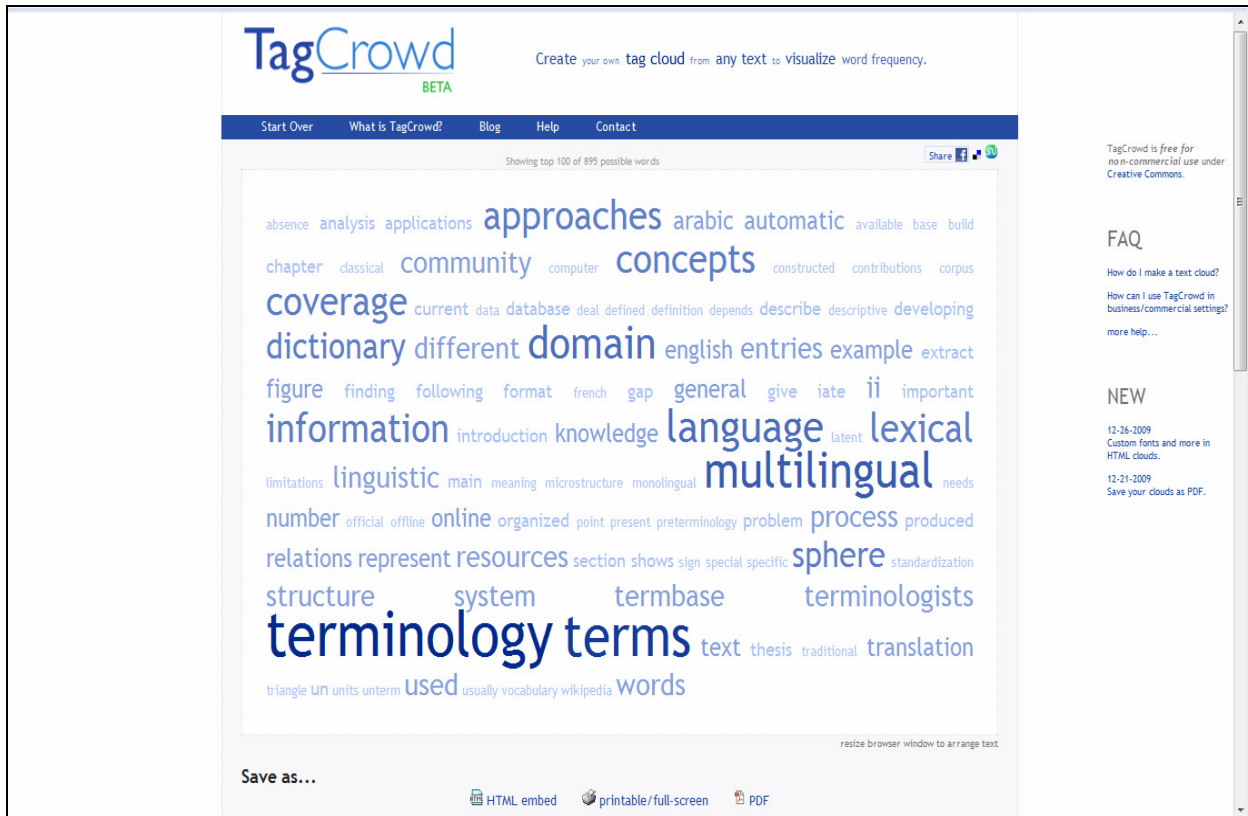 TagCrowd
BETA
Create your own tag cloud from any text to visualize word frequency.
Start Over What is TagCrowd? Blog Help Contact
Showing top 100 of 895 possible words
Share
absence analysis applications approaches arabic automatic available base build
chapter classical community computer concepts constructed contributions corpus
coverage current data database deal defined definition depends describe descriptive developing
dictionary different domain english entries example extract
figure finding following format french gap general give iate ii important
information introduction knowledge language latent lexical
limitations linguistic main meaning microstructure monolingual multilingual needs
number official offline online organized point present preterminology problem process produced
relations represent resources section shows sign special specific sphere standardization
structure system termbase terminologists
terminology terms text thesis traditional translation
triangle un units unterm used usually vocabulary wikipedia words
resize browser window to arrange text
Save as...
HTML embed printable/full-screen PDF
TagCrowd is free for
non-commercial use under
Creative Commons.
FAQ
How do I make a text cloud?
How can I use TagCrowd in
business/commercial settings?
more help...
NEW
12-26-2009
Custom fonts and more in
HTML clouds.
12-21-2009
Save your clouds as PDF.